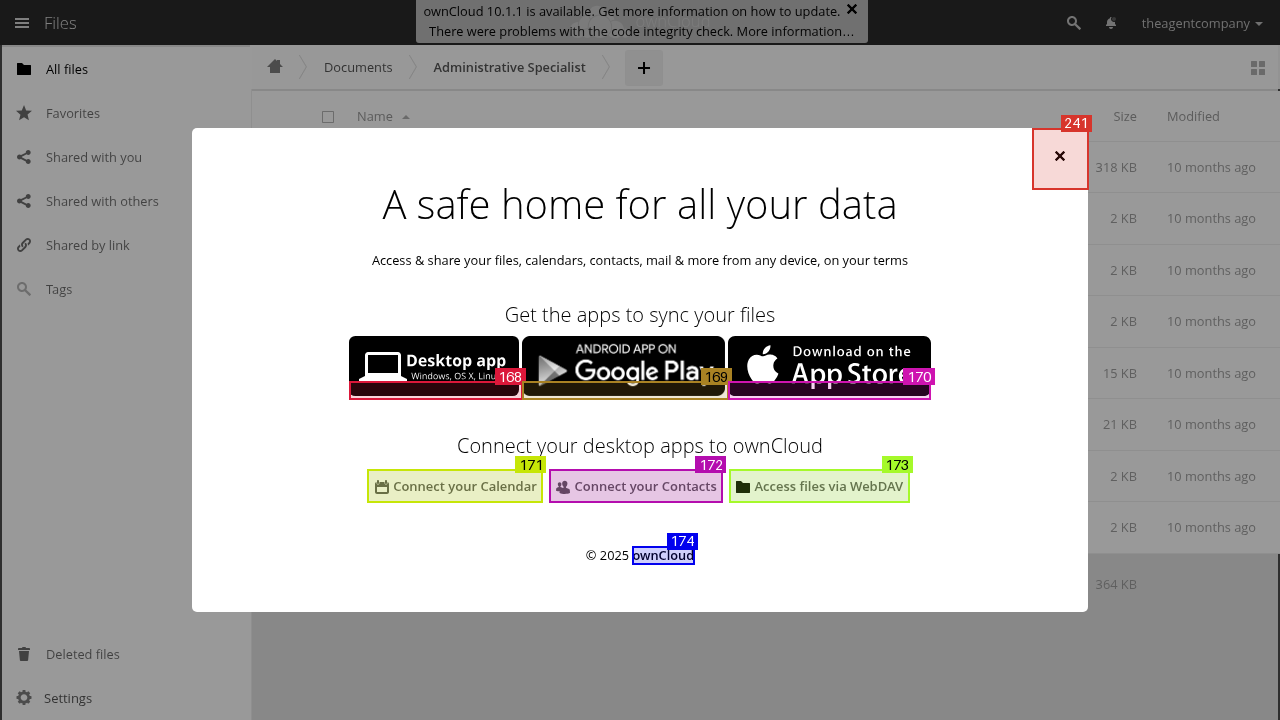 Files
ownCloud 10.1.1 is available. Get more information on how to update.
There were problems with the code integrity check. More information…
theagentcompany
All files
Favorites
Shared with you
Shared with others
Shared by link
Tags
Deleted files
Settings
Documents
Administrative Specialist
+
Name
Size
Modified
318 KB 10 months ago
2 KB 10 months ago
2 KB 10 months ago
2 KB 10 months ago
15 KB 10 months ago
21 KB 10 months ago
2 KB 10 months ago
2 KB 10 months ago
364 KB
241
×
A safe home for all your data
Access & share your files, calendars, contacts, mail & more from any device, on your terms
Get the apps to sync your files
Desktop app
Windows, OS X,
168
ANDROID APP ON
Google Play
169
Download on the
App Store
170
Connect your desktop apps to ownCloud
171
Connect your Calendar
172
Connect your Contacts
173
Access files via WebDAV
174
© 2025 ownCloud